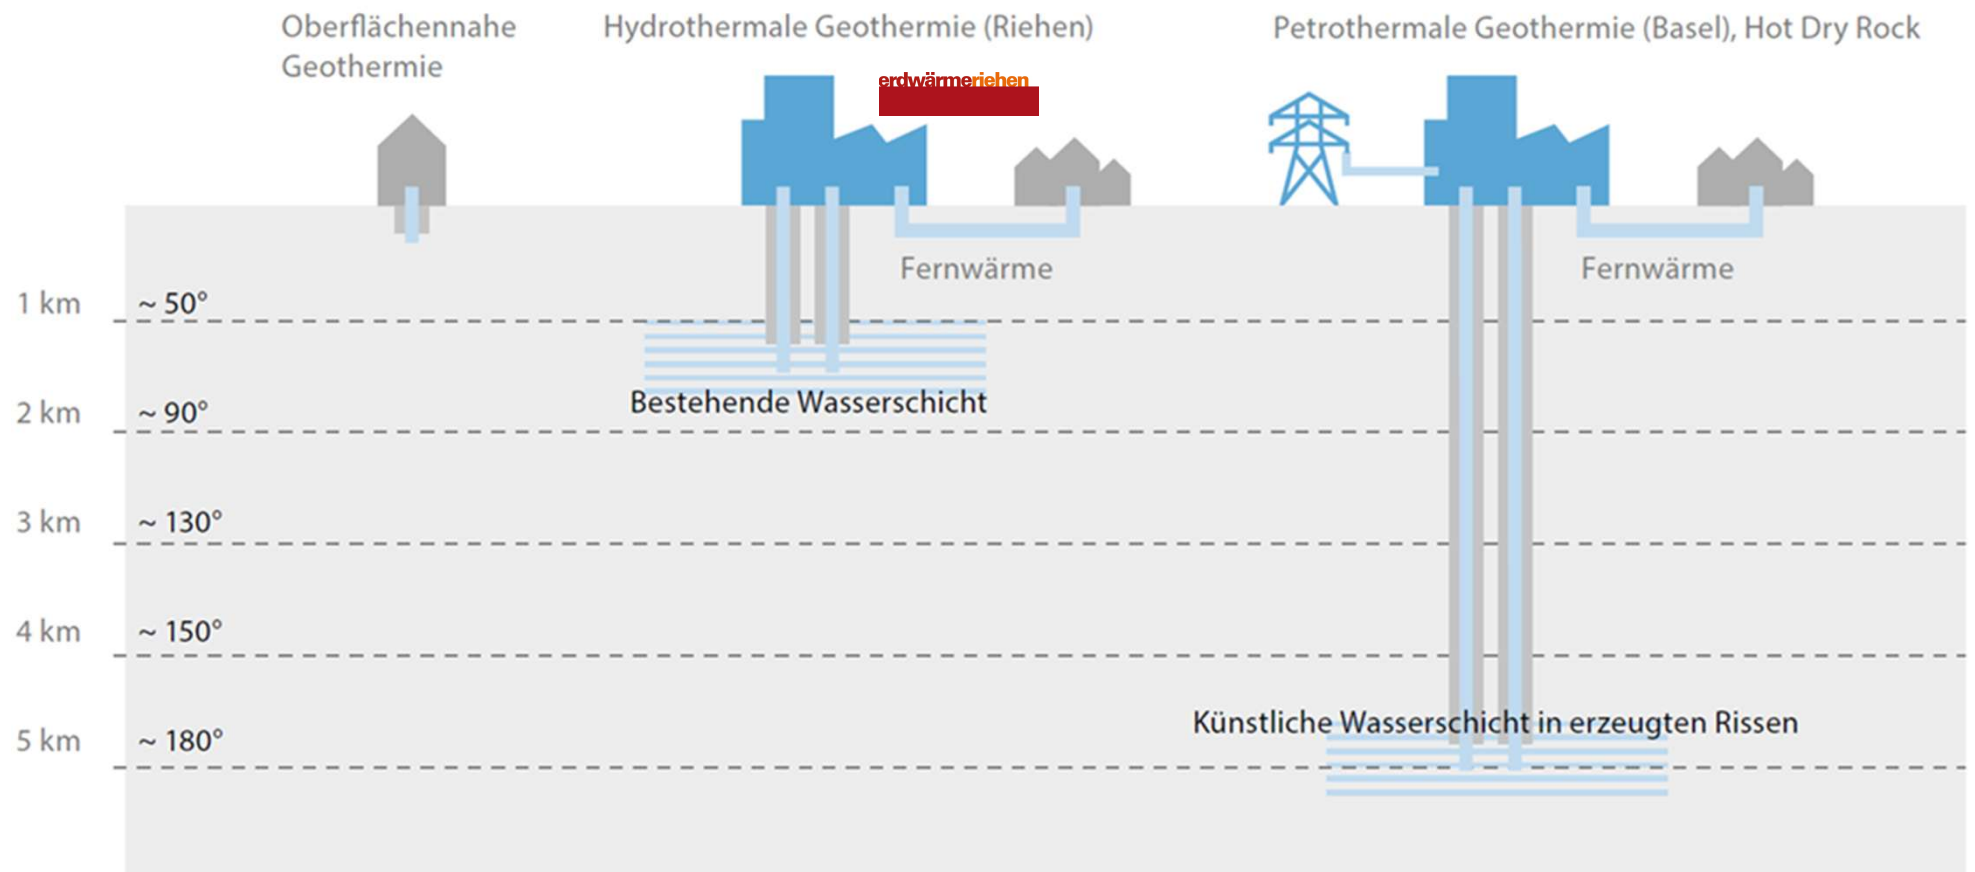 Oberflächennahe
Geothermie
Hydrothermale Geothermie (Riehen)
Petrothermale Geothermie (Basel), Hot Dry Rock
erdwärmeriehen
Fernwärme
Fernwärme
1 km
~ 50°
Bestehende Wasserschicht
2 km
~ 90°
3 km
~ 130°
4 km
~ 150°
Künstliche Wasserschicht in erzeugten Rissen
5 km
~ 180°